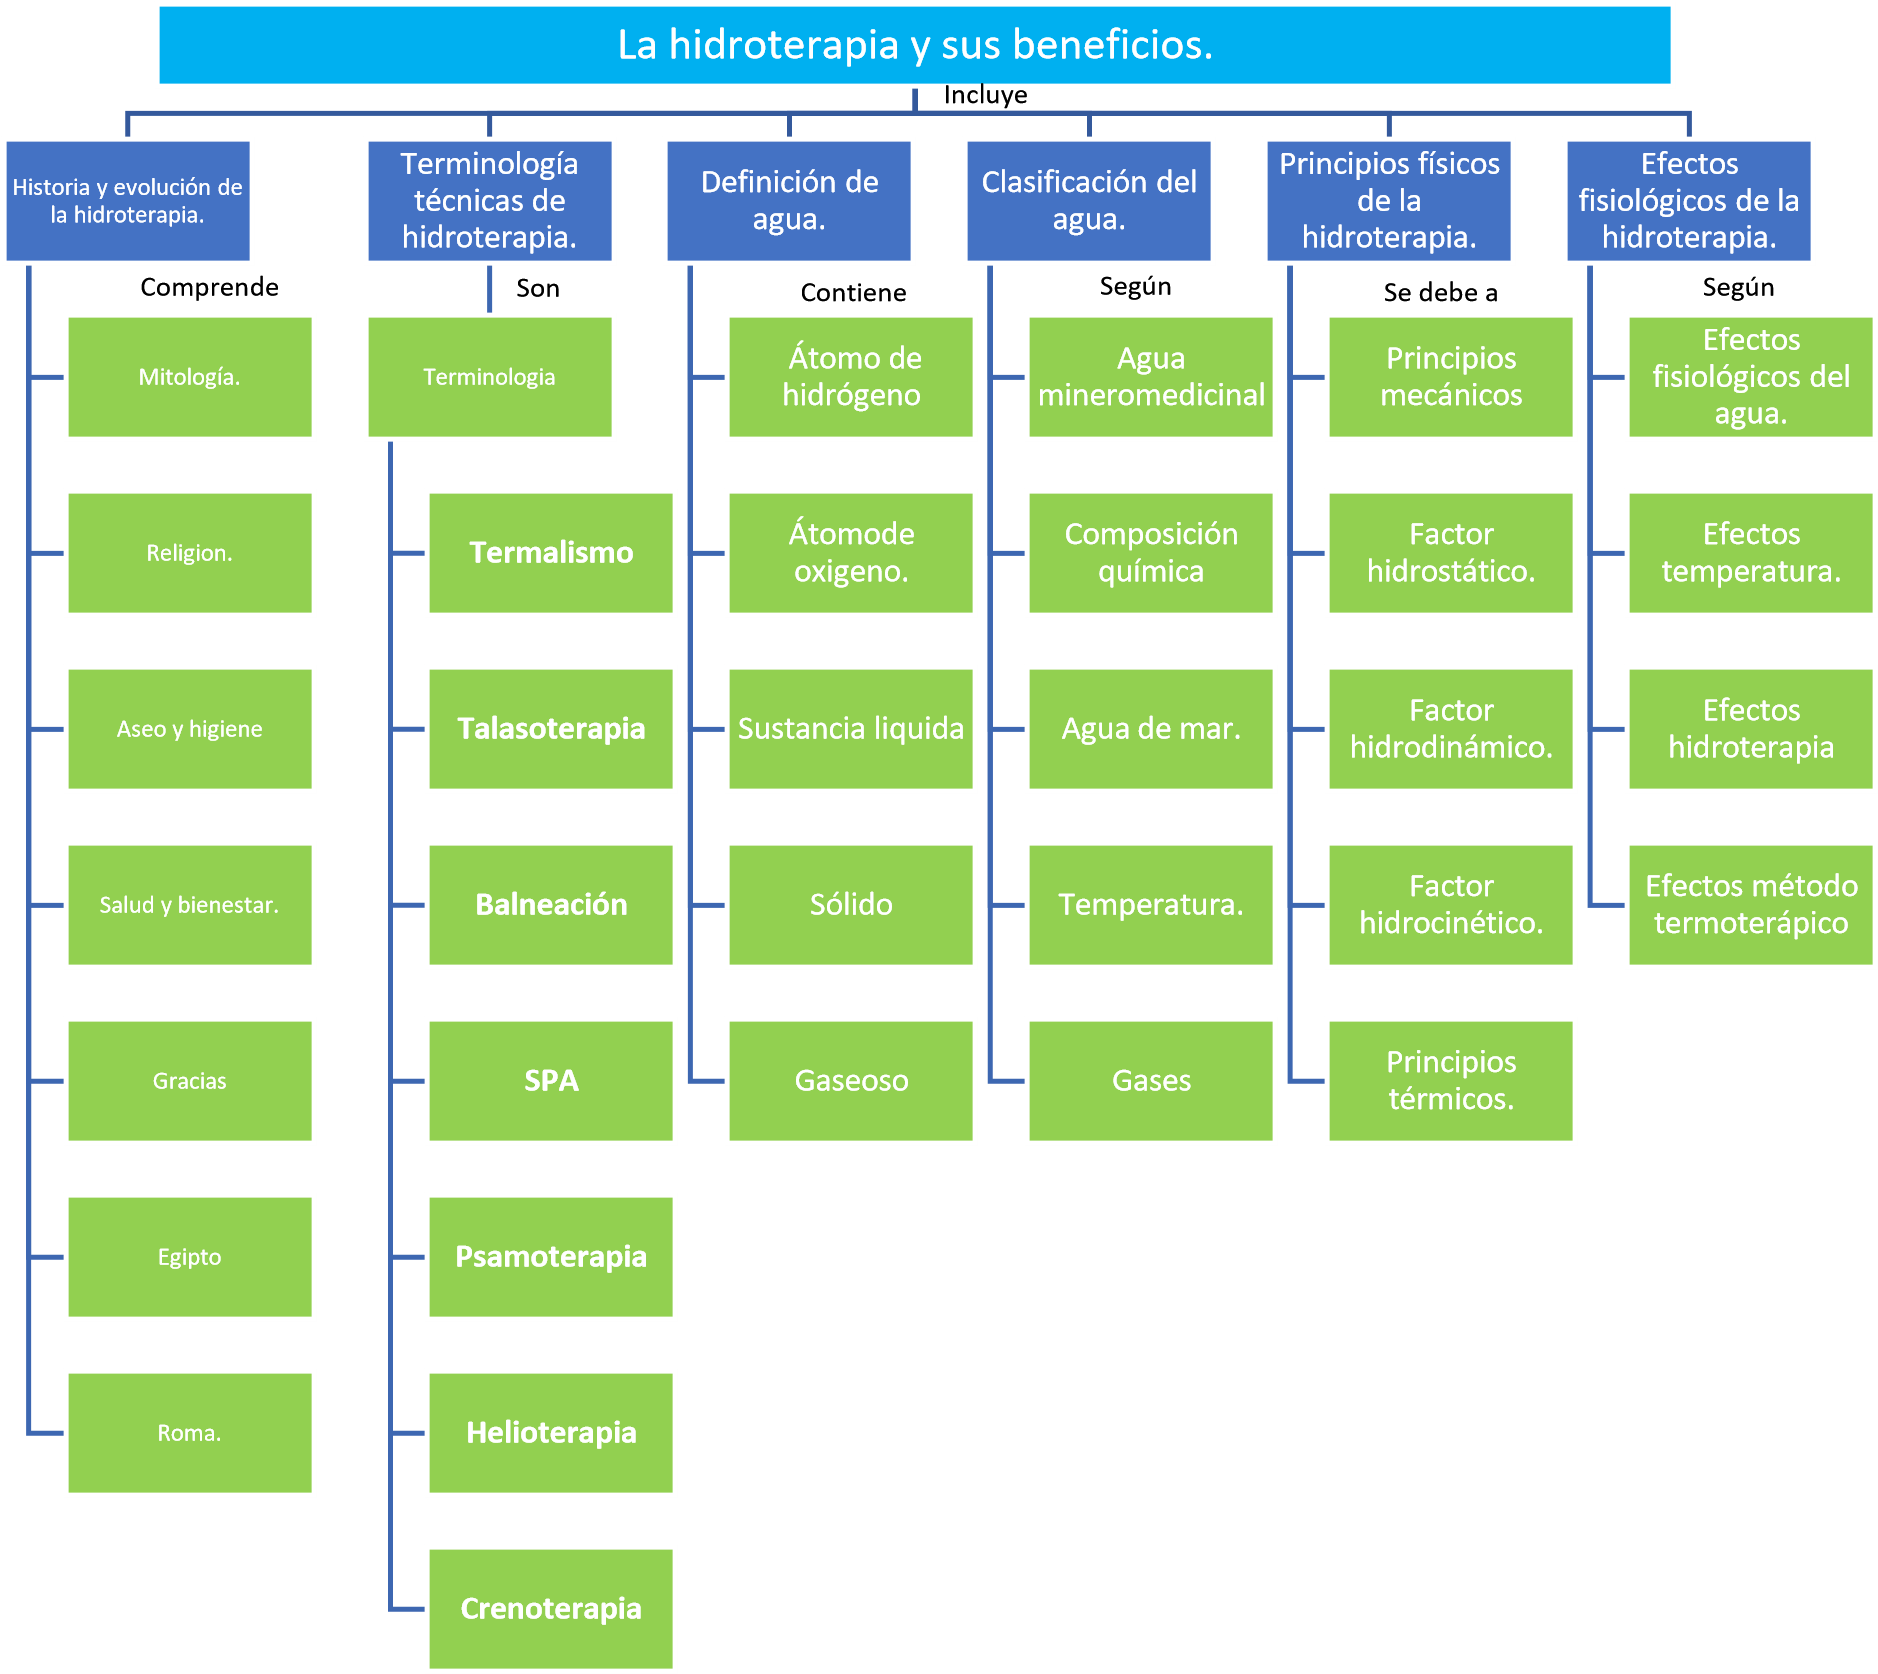 La hidroterapia y sus beneficios.
Incluye
Historia y evolución de
la hidroterapia.
Comprende
Mitología.
Religion.
Aseo y higiene
Salud y bienestar.
Gracias
Egipto
Roma.
Terminología
técnicas de
hidroterapia.
Son
Terminologia
Termalismo
Talasoterapia
Balneación
SPA
Psamoterapia
Helioterapia
Crenoterapia
Definición de
agua.
Contiene
Átomo de
hidrógeno
Átomode
oxigeno.
Sustancia liquida
Sólido
Gaseoso
Clasificación del
agua.
Según
Agua
mineromedicinal
Composición
química
Agua de mar.
Temperatura.
Gases
Principios físicos
de la
hidroterapia.
Se debe a
Principios
mecánicos
Factor
hidrostático.
Factor
hidrodinámico.
Factor
hidrocinético.
Principios
térmicos.
Efectos
fisiológicos de la
hidroterapia.
Según
Efectos
fisiológicos del
agua.
Efectos
temperatura.
Efectos
hidroterapia
Efectos método
termoterápico